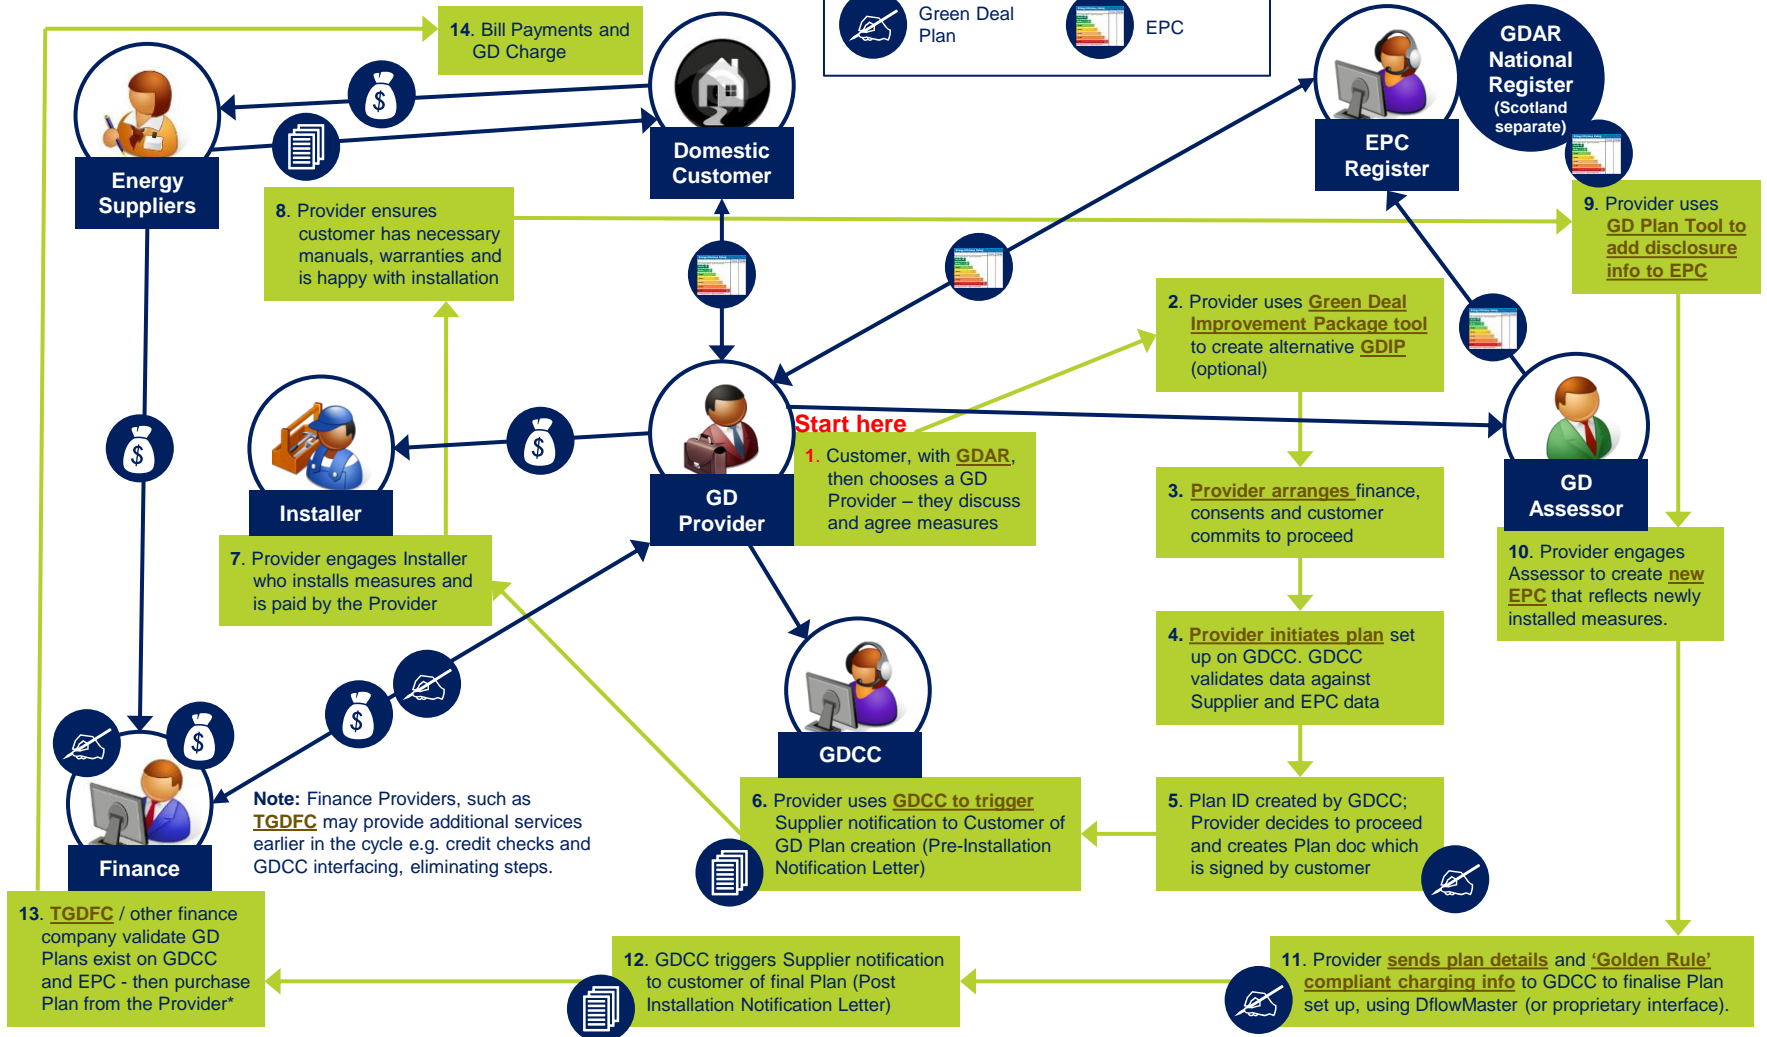 14. Bill Payments and
GD Charge
Green Deal
Plan
EPC
GDAR
National
Register
(Scotland
separate)
Energy
Suppliers
Domestic
Customer
EPC
Register
8. Provider ensures
customer has necessary
manuals, warranties and
is happy with installation
9. Provider uses
GD Plan Tool to
add disclosure
info to EPC
2. Provider uses Green Deal
Improvement Package tool
to create alternative GDIP
(optional)
Start here
1. Customer, with GDAR,
then chooses a GD
Provider – they discuss
and agree measures
Installer
GD
Provider
GD
Assessor
3. Provider arranges finance,
consents and customer
commits to proceed
7. Provider engages Installer
who installs measures and
is paid by the Provider
10. Provider engages
Assessor to create new
EPC that reflects newly
installed measures.
4. Provider initiates plan set
up on GDCC. GDCC
validates data against
Supplier and EPC data
GDCC
Note: Finance Providers, such as
TGDFC may provide additional services
earlier in the cycle e.g. credit checks and
GDCC interfacing, eliminating steps.
Finance
6. Provider uses GDCC to trigger
Supplier notification to Customer of
GD Plan creation (Pre-Installation
Notification Letter)
5. Plan ID created by GDCC;
Provider decides to proceed
and creates Plan doc which
is signed by customer
13. TGDFC / other finance
company validate GD
Plans exist on GDCC
and EPC - then purchase
Plan from the Provider*
12. GDCC triggers Supplier notification
to customer of final Plan (Post
Installation Notification Letter)
11. Provider sends plan details and ‘Golden Rule’
compliant charging info to GDCC to finalise Plan
set up, using DflowMaster (or proprietary interface).